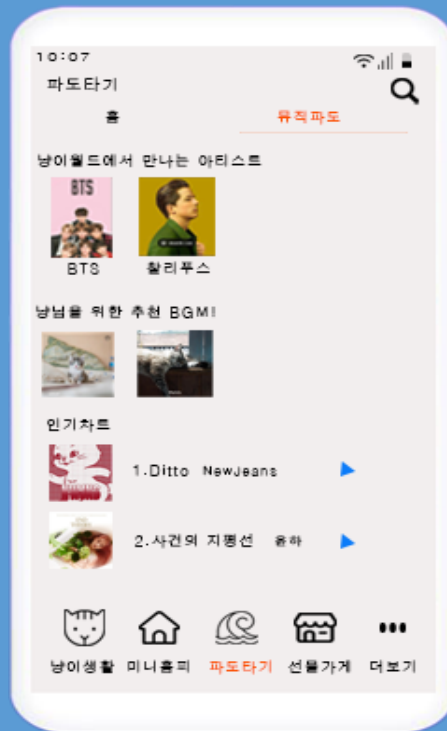 10:07
파도타기
홈 뮤직파도
냥이월드에서 만나는 아티스트
BTS
BTS 찰리푸스
냥님을 위한 추천 BGM!
인기차트
1.Ditto NewJeans
2.사건의 지평선 윤하
냥이생활 미니홈피 파도타기 선물가게 더보기